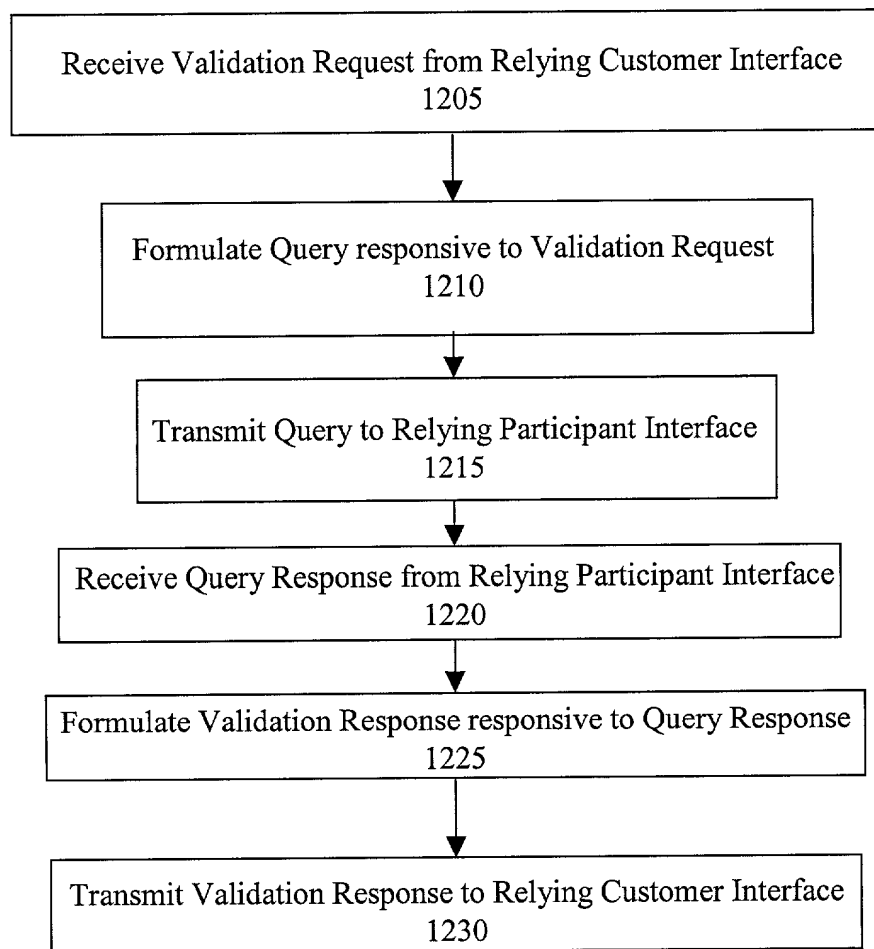 Receive Validation Request from Relying Customer Interface
1205
Formulate Query responsive to Validation Request
1210
Transmit Query to Relying Participant Interface
1215
Receive Query Response from Relying Participant Interface
1220
Formulate Validation Response responsive to Query Response
1225
Transmit Validation Response to Relying Customer Interface
1230